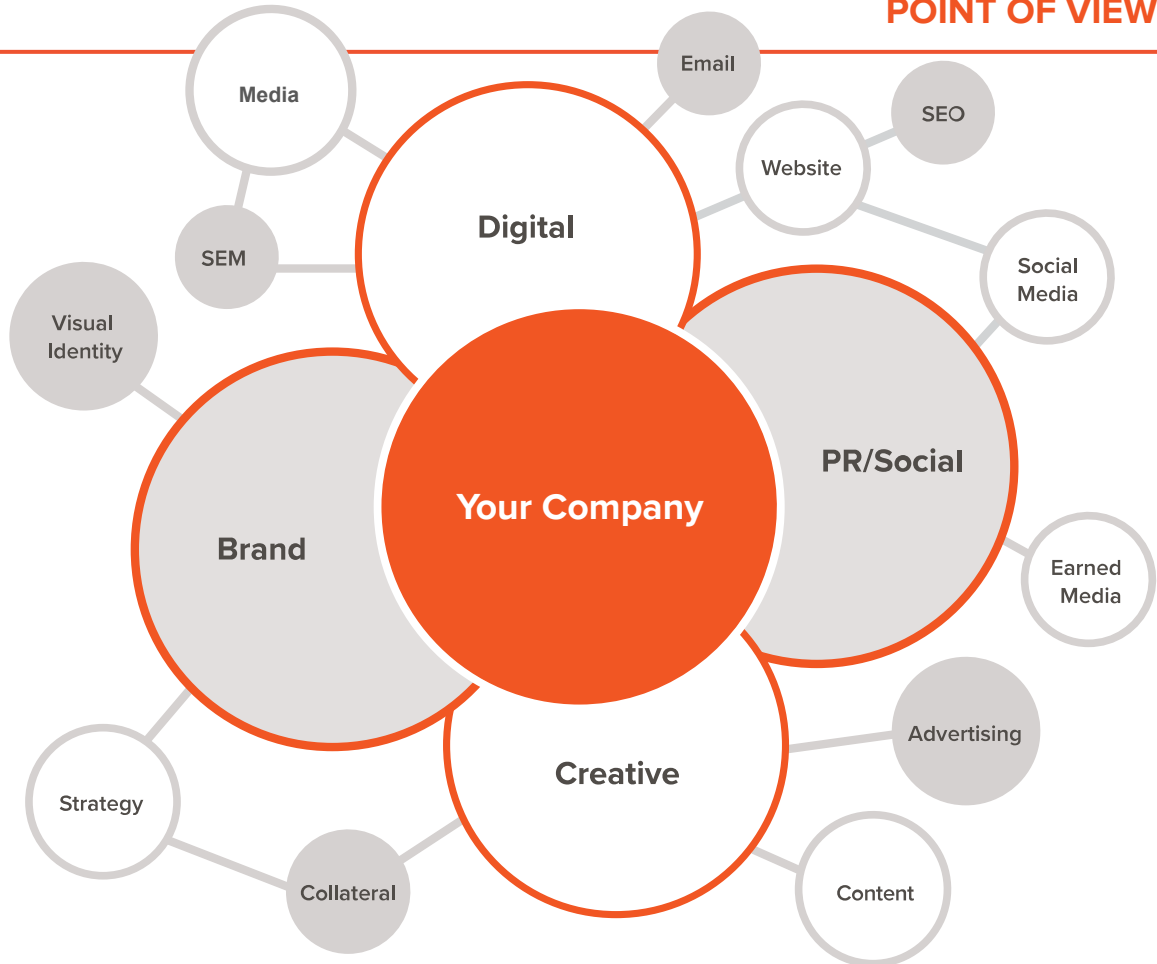 POINT OF VIEW
Media
Email
SEO
Website
Digital
SEM
Social
Media
Visual
Identity
PR/Social
Your Company
Brand
Earned
Media
Advertising
Creative
Strategy
Collateral
Content